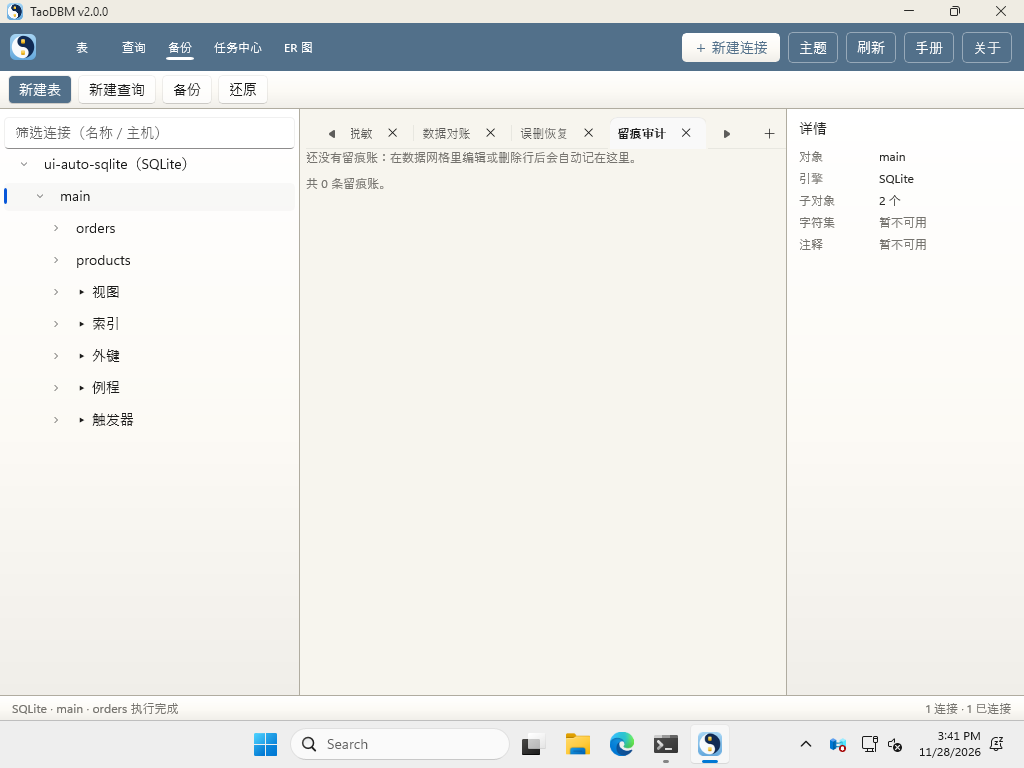 TaoDBM v2.0.0
表 查询 备份 任务中心 ER 图
+ 新建连接 主题 刷新 手册 关于
新建表 新建查询 备份 还原
筛选连接（名称 / 主机）
ui-auto-sqlite（SQLite）
main
orders
products
视图
索引
外键
例程
触发器
脱敏 数据对账 误删恢复 留痕审计
还没有留痕账：在数据网格里编辑或删除行后会自动记在这里。
共 0 条留痕账。
详情
对象 main
引擎 SQLite
子对象 2 个
字符集 暂不可用
注释 暂不可用
SQLite · main · orders 执行完成
1 连接 · 1 已连接
Search
3:41 PM
11/28/2026